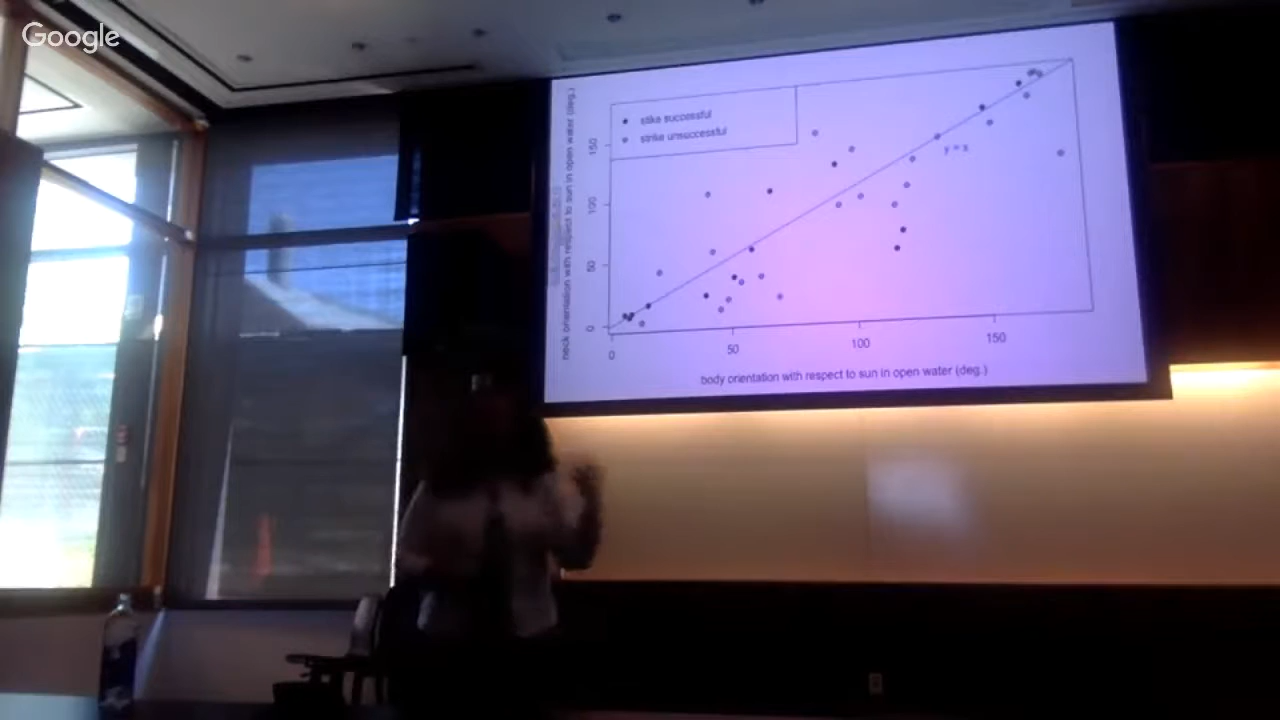 Google
stike successful
strike unsuccessful
y = x
neck orientation with respect to sun in open water (deg.)
0
50
100
150
0
50
100
150
body orientation with respect to sun in open water (deg.)